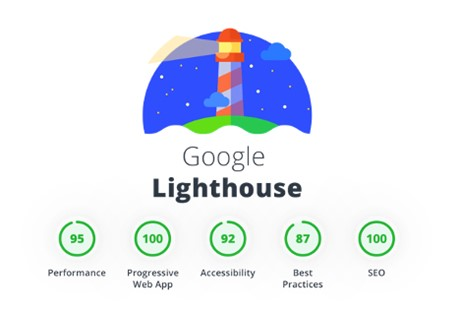 Google
Lighthouse
95
100
92
87
100
Performance
Progressive
Web App
Accessibility
Best
Practices
SEO